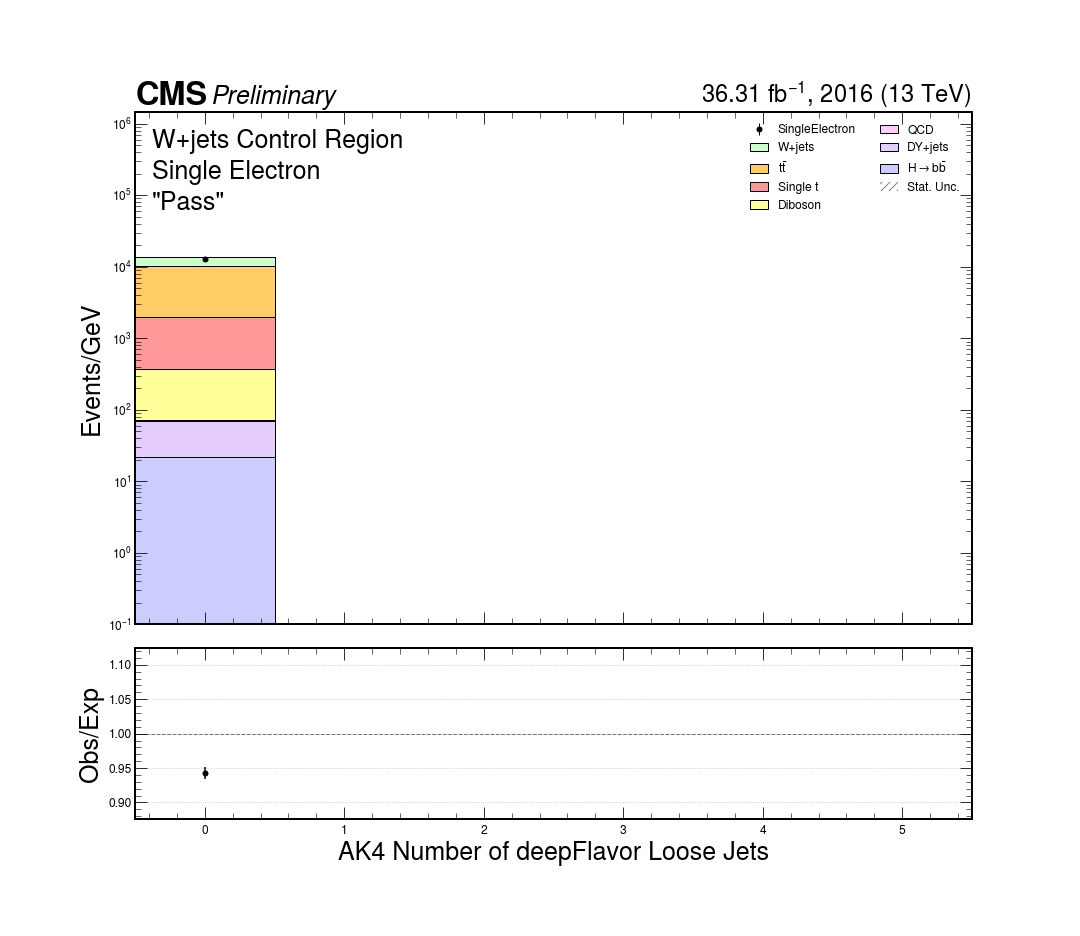 CMS Preliminary
36.31 fb⁻¹, 2016 (13 TeV)
W+jets Control Region
Single Electron
"Pass"
SingleElectron
W+jets
tt̄
Single t
Diboson
QCD
DY+jets
H→bb̄
Stat. Unc.
Events/GeV
10⁶
10⁵
10⁴
10³
10²
10¹
10⁰
10⁻¹
Obs/Exp
1.10
1.05
1.00
0.95
0.90
0 1 2 3 4 5
AK4 Number of deepFlavor Loose Jets